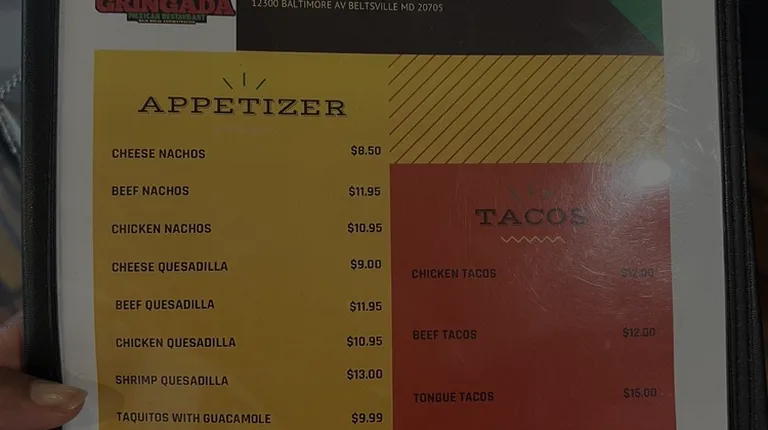 GRINGADA
MEXICAN RESTAURANT
12300 BALTIMORE AV BELTSVILLE MD 20705
APPETIZER
CHEESE NACHOS $8.50
BEEF NACHOS $11.95
CHICKEN NACHOS $10.95
CHEESE QUESADILLA $9.00
BEEF QUESADILLA $11.95
CHICKEN QUESADILLA $10.95
SHRIMP QUESADILLA $13.00
TAQUITOS WITH GUACAMOLE $9.99
TACOS
CHICKEN TACOS $12.00
BEEF TACOS $12.00
TONGUE TACOS $15.00